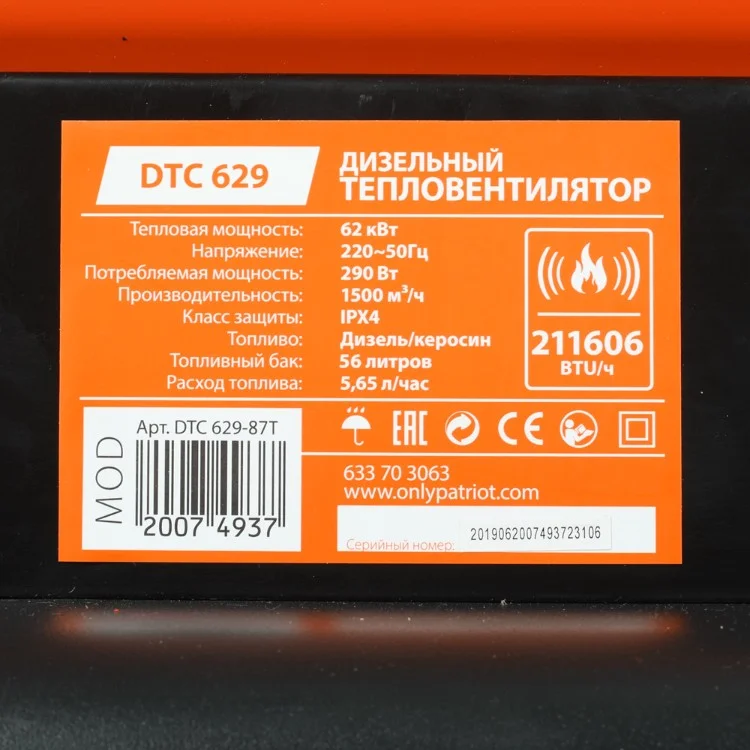 DTC 629
ДИЗЕЛЬНЫЙ
ТЕПЛОВЕНТИЛЯТОР
Тепловая мощность: 62 кВт
Напряжение: 220~50Гц
Потребляемая мощность: 290 Вт
Производительность: 1500 м³/ч
Класс защиты: IPX4
Топливо: Дизель/керосин
Топливный бак: 56 литров
Расход топлива: 5,65 л/час
211606
BTU/ч
MOD
Арт. DTC 629-87T
2007 4937
EAC CE
633 70 3063
www.onlypatriot.com
Серийный номер: 2019062007493723106